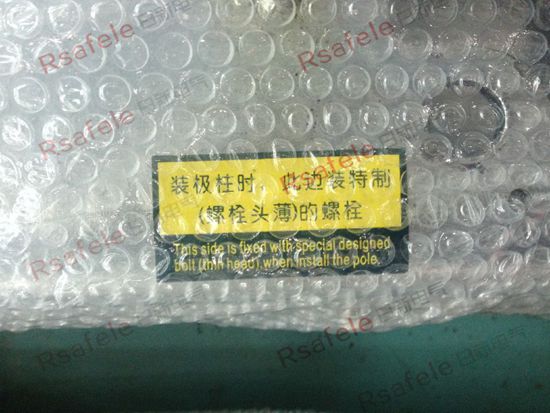 装极柱时，此边装特制
(螺栓头薄)的螺栓
This side is fixed with special designed
bolt (thin head),when install the pole.
Rsafele